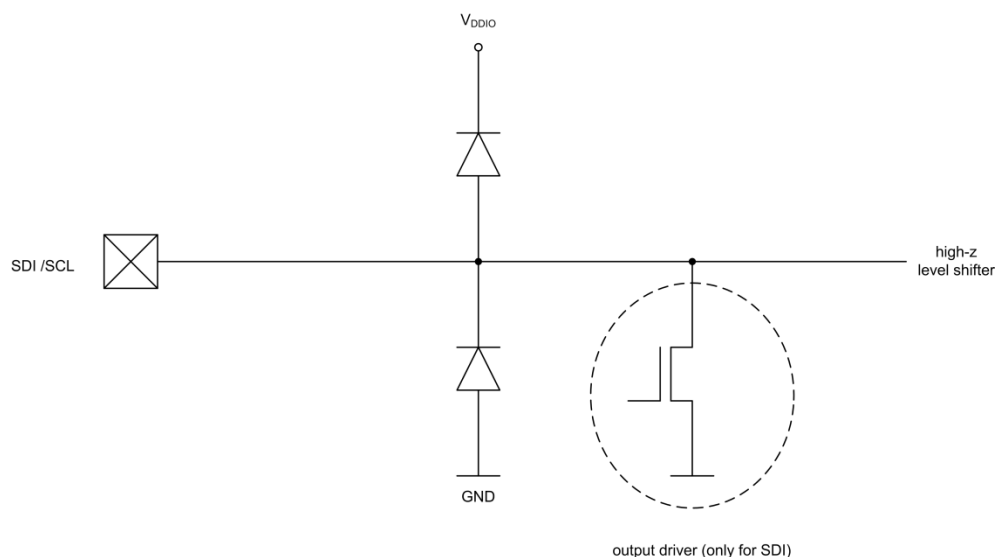 VDDIO
SDI /SCL
high-z
level shifter
GND
output driver (only for SDI)